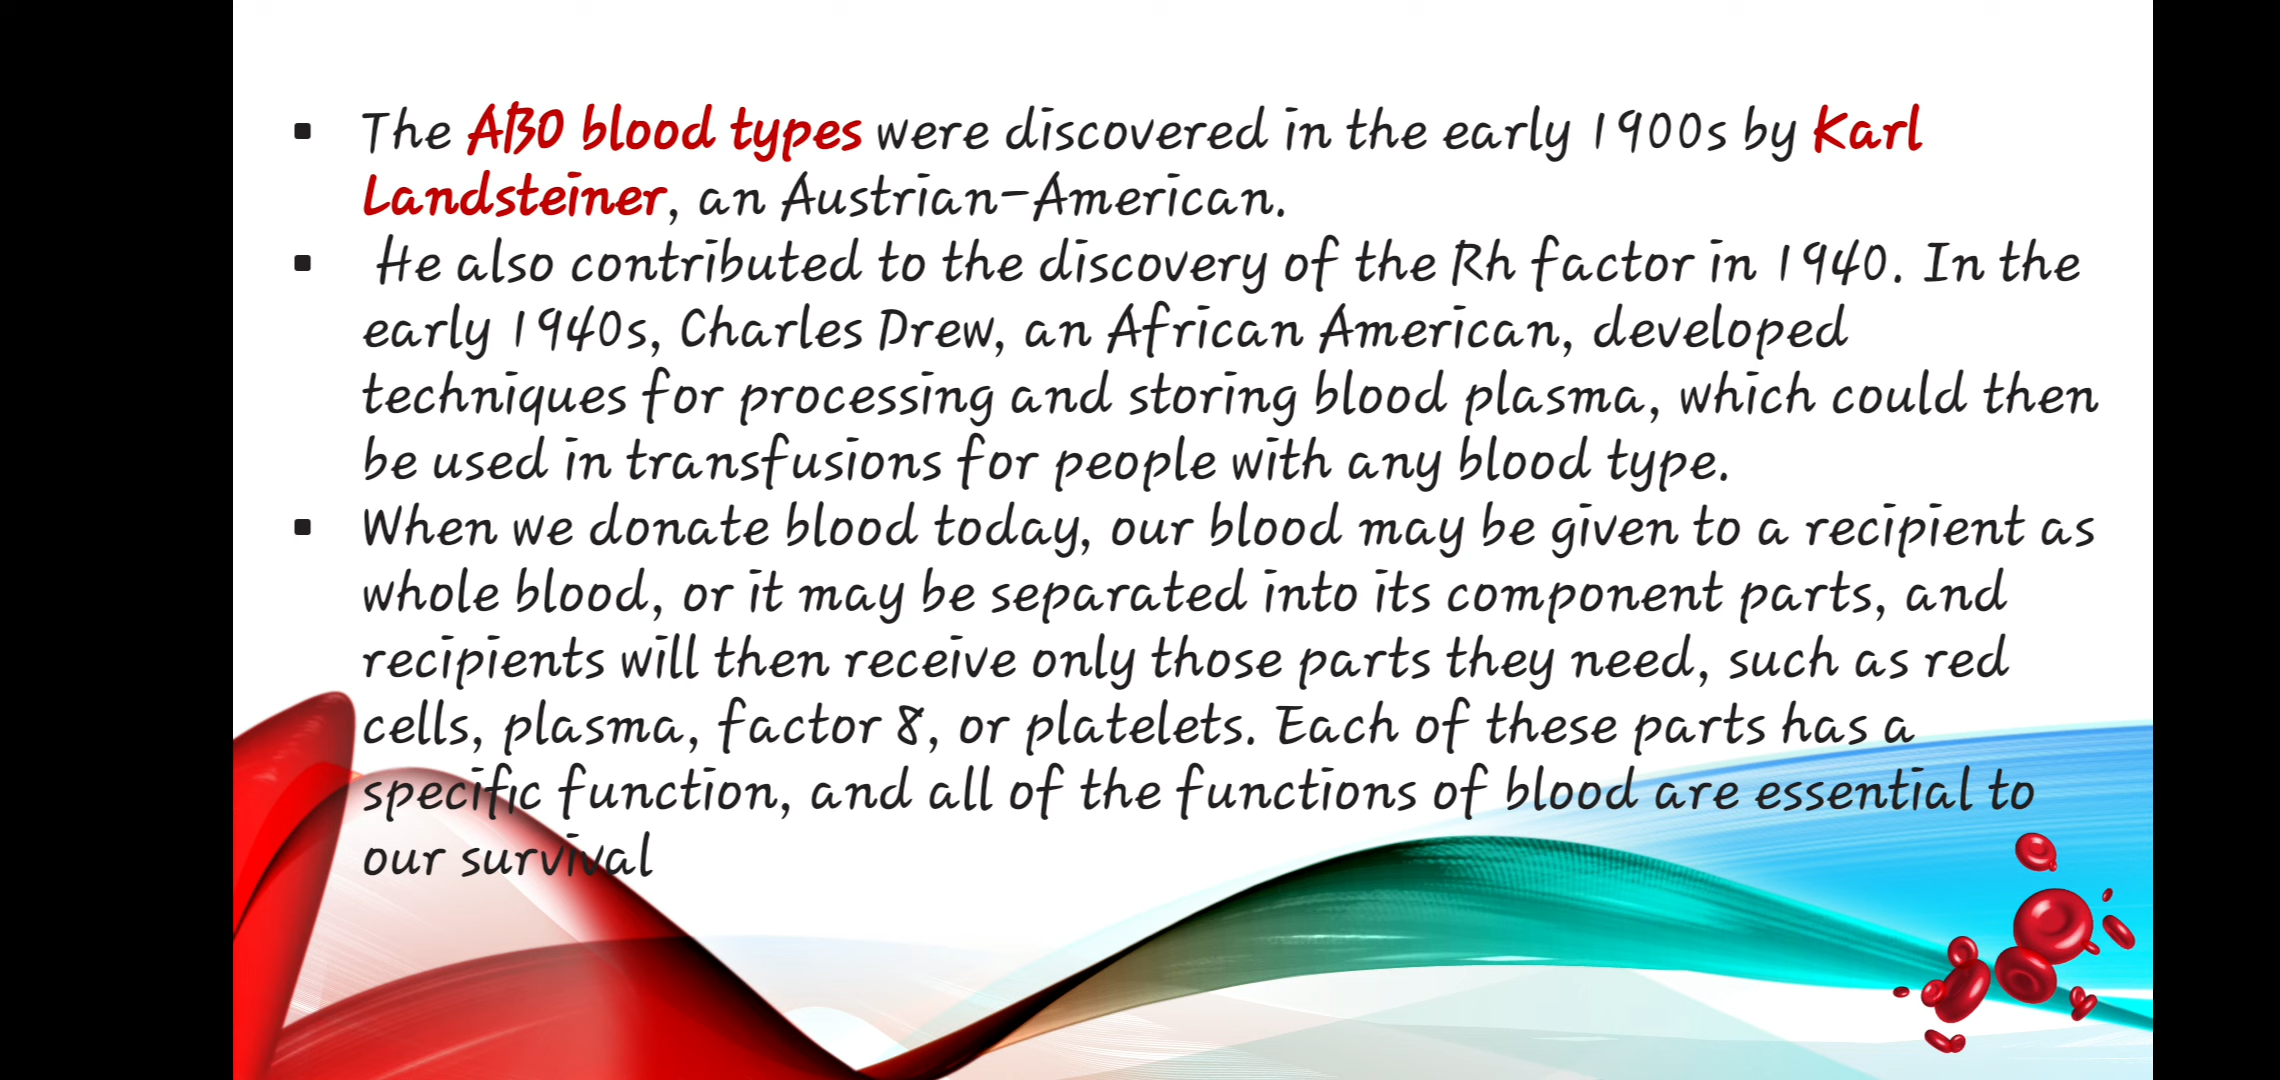 ▪ The ABO blood types were discovered in the early 1900s by Karl
Landsteiner, an Austrian-American.
▪ He also contributed to the discovery of the Rh factor in 1940. In the
early 1940s, Charles Drew, an African American, developed
techniques for processing and storing blood plasma, which could then
be used in transfusions for people with any blood type.
▪ When we donate blood today, our blood may be given to a recipient as
whole blood, or it may be separated into its component parts, and
recipients will then receive only those parts they need, such as red
cells, plasma, factor 8, or platelets. Each of these parts has a
specific function, and all of the functions of blood are essential to
our survival